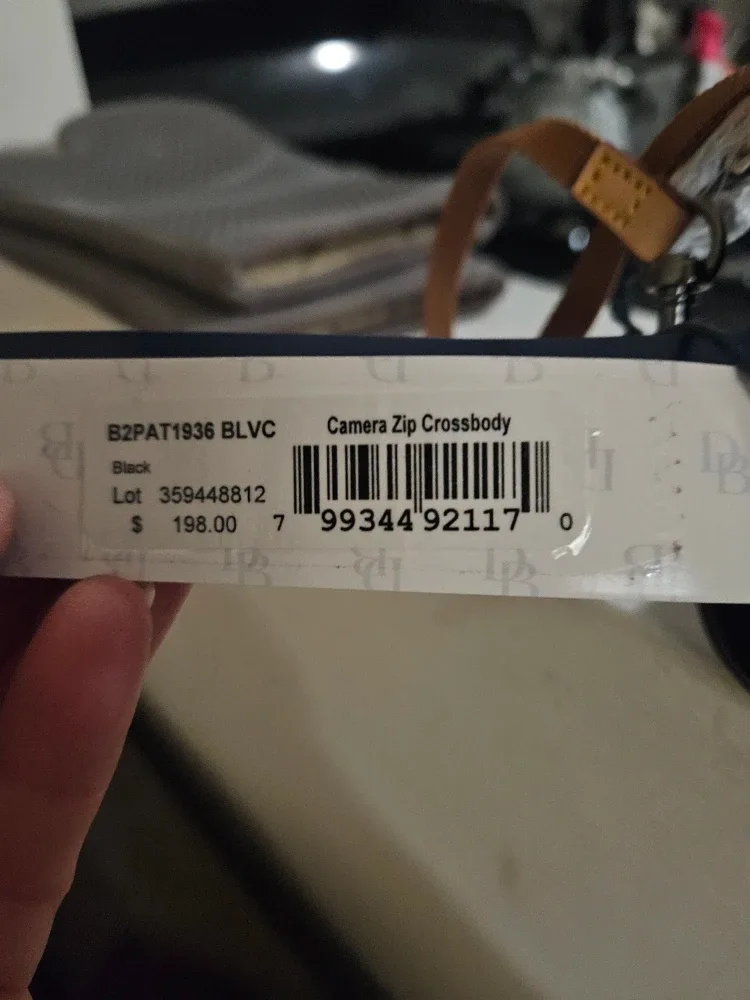 B2PAT1936 BLVC
Camera Zip Crossbody
Black
Lot 359448812
$ 198.00
7 99344 92117 0